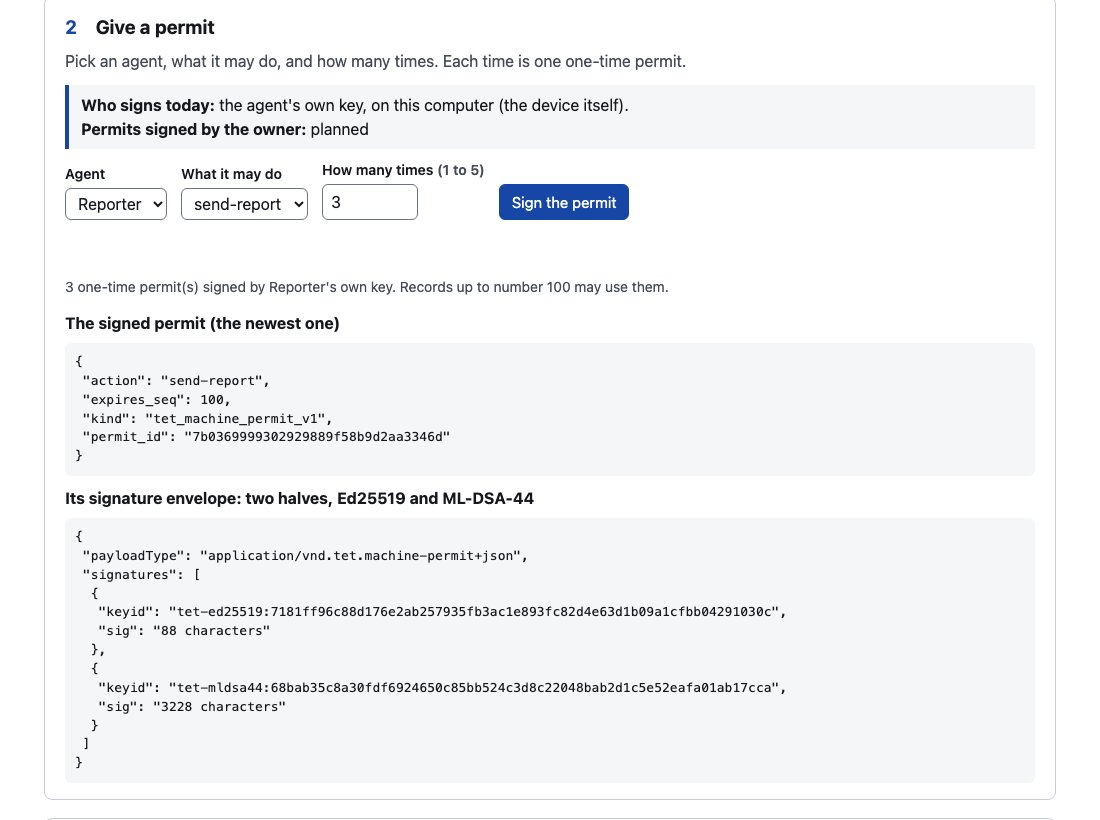 2 Give a permit
Pick an agent, what it may do, and how many times. Each time is one one-time permit.
Who signs today: the agent's own key, on this computer (the device itself).
Permits signed by the owner: planned
Agent
What it may do
How many times (1 to 5)
Reporter
send-report
3
Sign the permit
3 one-time permit(s) signed by Reporter's own key. Records up to number 100 may use them.
The signed permit (the newest one)
{
"action": "send-report",
"expires_seq": 100,
"kind": "tet_machine_permit_v1",
"permit_id": "7b0369999302929889f58b9d2aa3346d"
}
Its signature envelope: two halves, Ed25519 and ML-DSA-44
{
"payloadType": "application/vnd.tet.machine-permit+json",
"signatures": [
{
"keyid": "tet-ed25519:7181ff96c88d176e2ab257935fb3ac1e893fc82d4e63d1b09a1cfbb04291030c",
"sig": "88 characters"
},
{
"keyid": "tet-mldsa44:68bab35c8a30fdf6924650c85bb524c3d8c22048bab2d1c5e52eafa01ab17cca",
"sig": "3228 characters"
}
]
}